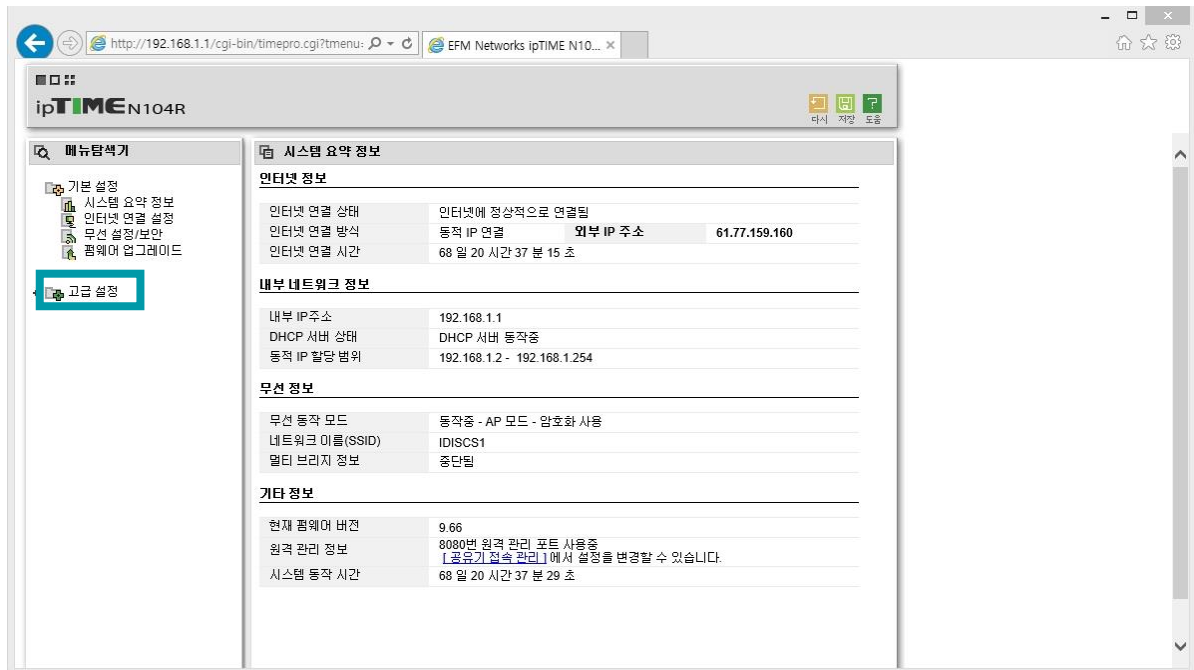 http://192.168.1.1/cgi-bin/timepro.cgi?tmenu:
EFM Networks ipTIME N10...
ipTIME N104R
다시 저장 도움
메뉴탐색기
기본 설정
시스템 요약 정보
인터넷 연결 설정
무선 설정/보안
펌웨어 업그레이드
고급 설정
시스템 요약 정보
인터넷 정보
인터넷 연결 상태 인터넷에 정상적으로 연결됨
인터넷 연결 방식 동적 IP 연결 외부 IP 주소 61.77.159.160
인터넷 연결 시간 68 일 20 시간 37 분 15 초
내부 네트워크 정보
내부 IP주소 192.168.1.1
DHCP 서버 상태 DHCP 서버 동작중
동적 IP 할당 범위 192.168.1.2 - 192.168.1.254
무선 정보
무선 동작 모드 동작중 - AP 모드 - 암호화 사용
네트워크 이름(SSID) IDISCS1
멀티 브리지 정보 중단됨
기타 정보
현재 펌웨어 버전 9.66
원격 관리 정보 8080번 원격 관리 포트 사용중
[ 공유기 접속 관리 ]에서 설정을 변경할 수 있습니다.
시스템 동작 시간 68 일 20 시간 37 분 29 초